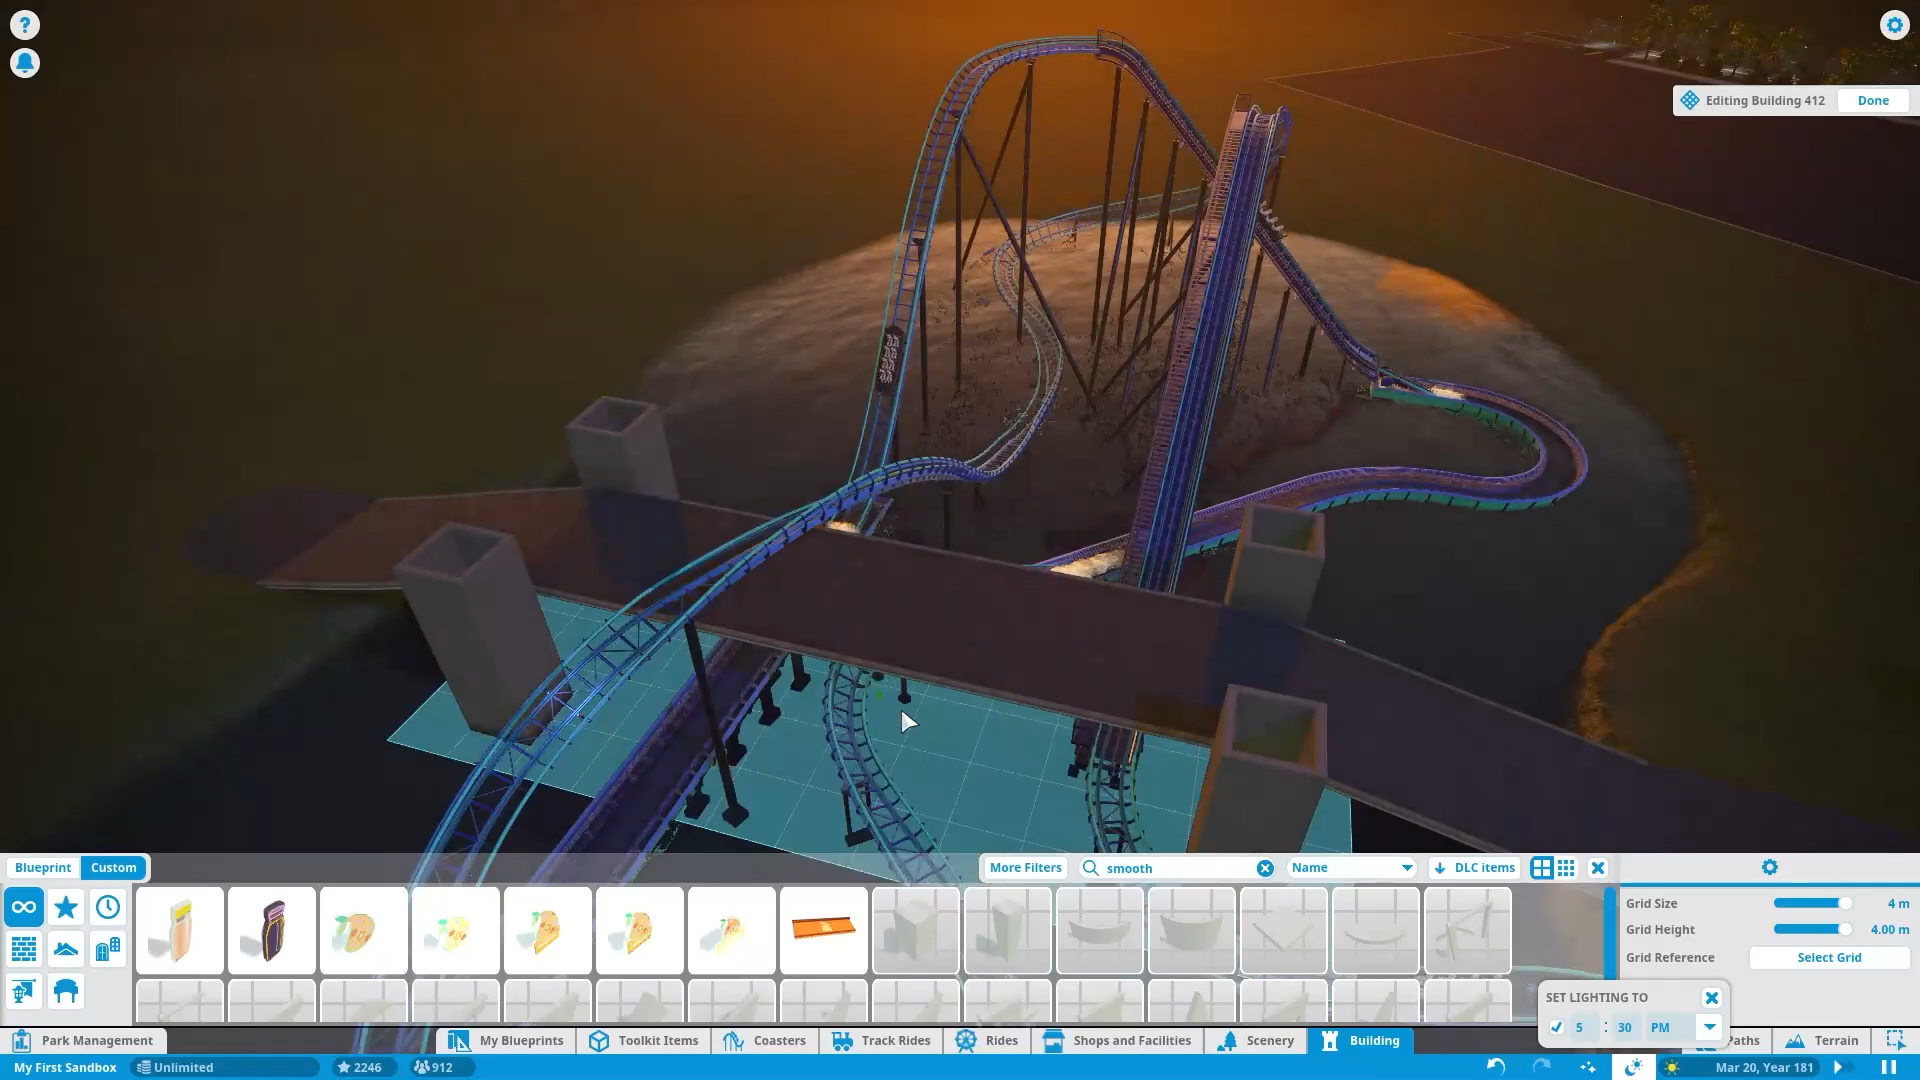 ?
Editing Building 412 Done
Blueprint Custom
More Filters smooth Name DLC items
Grid Size 4 m
Grid Height 4.00 m
Grid Reference Select Grid
SET LIGHTING TO
5 : 30 PM
Park Management My Blueprints Toolkit Items Coasters Track Rides Rides Shops and Facilities Scenery Building Paths Terrain
My First Sandbox Unlimited 2246 912 Mar 20, Year 181